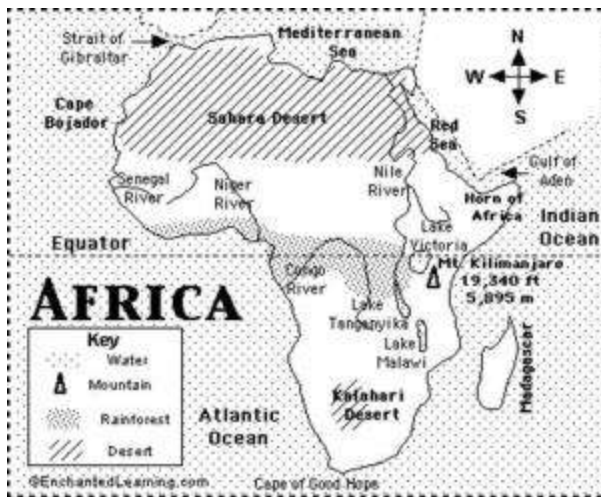 Strait of
Gibraltar
Mediterranean
Sea
N
W
E
S
Cape
Bojador
Sahara Desert
Red
Sea
Gulf of
Aden
Senegal
River
Niger
River
Nile
River
Horn of
Africa
Indian
Ocean
Lake
Victoria
Equator
Mt. Kilimanjaro
19,340 ft
5,895 m
Congo
River
Lake
Tanganyika
Lake
Malawi
Madagascar
AFRICA
Key
Water
Mountain
Rainforest
Desert
Kalahari
Desert
Atlantic
Ocean
©EnchantedLearning.com
Cape of Good Hope